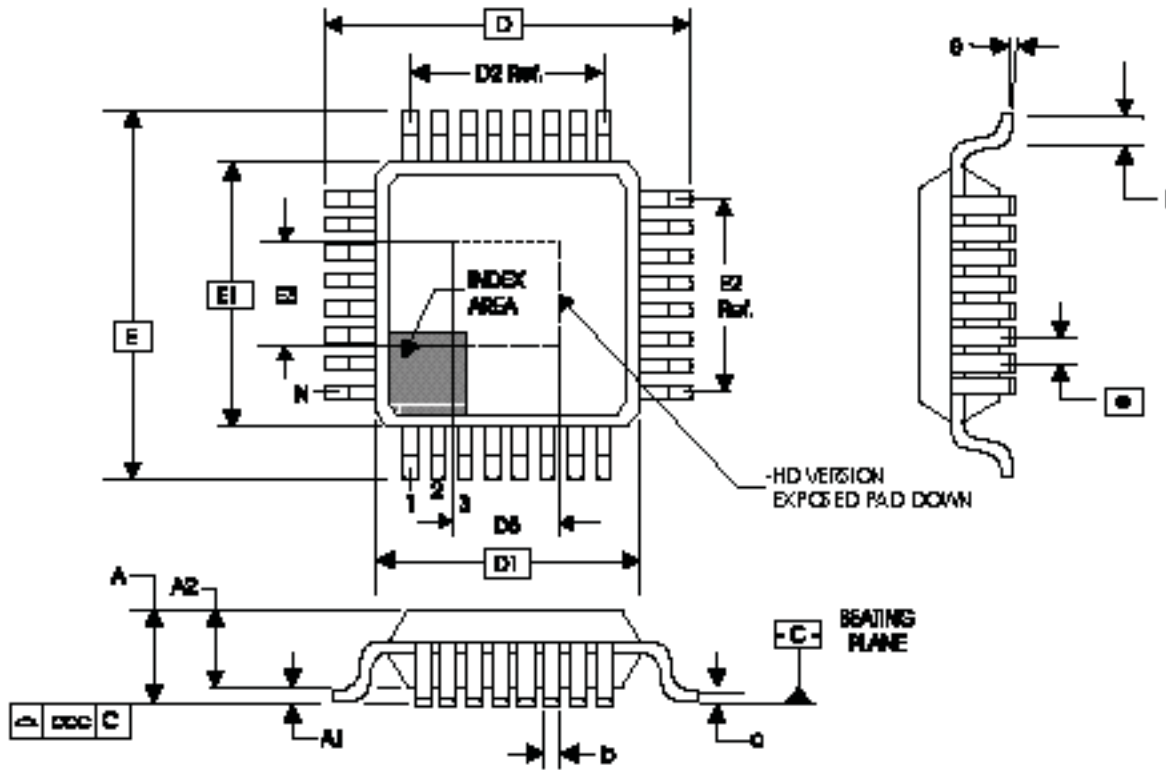 D
D2 Ref.
θ
INDEX
AREA
E1
E3
E2
Ref.
E
N
e
1 2 3
D3
-HD VERSION
EXPOSED PAD DOWN
D1
A
A2
-C-
SEATING
PLANE
ccc C
A1
b
c